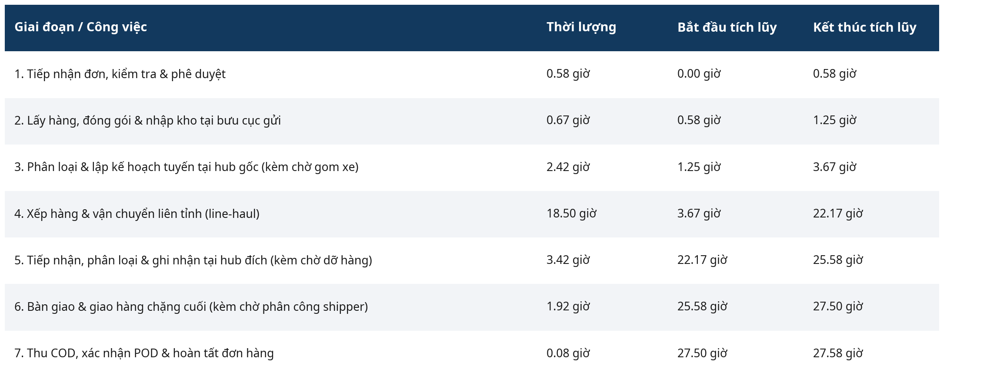 Giai đoạn / Công việc Thời lượng Bắt đầu tích lũy Kết thúc tích lũy
1. Tiếp nhận đơn, kiểm tra & phê duyệt 0.58 giờ 0.00 giờ 0.58 giờ
2. Lấy hàng, đóng gói & nhập kho tại bưu cục gửi 0.67 giờ 0.58 giờ 1.25 giờ
3. Phân loại & lập kế hoạch tuyến tại hub gốc (kèm chờ gom xe) 2.42 giờ 1.25 giờ 3.67 giờ
4. Xếp hàng & vận chuyển liên tỉnh (line-haul) 18.50 giờ 3.67 giờ 22.17 giờ
5. Tiếp nhận, phân loại & ghi nhận tại hub đích (kèm chờ dỡ hàng) 3.42 giờ 22.17 giờ 25.58 giờ
6. Bàn giao & giao hàng chặng cuối (kèm chờ phân công shipper) 1.92 giờ 25.58 giờ 27.50 giờ
7. Thu COD, xác nhận POD & hoàn tất đơn hàng 0.08 giờ 27.50 giờ 27.58 giờ